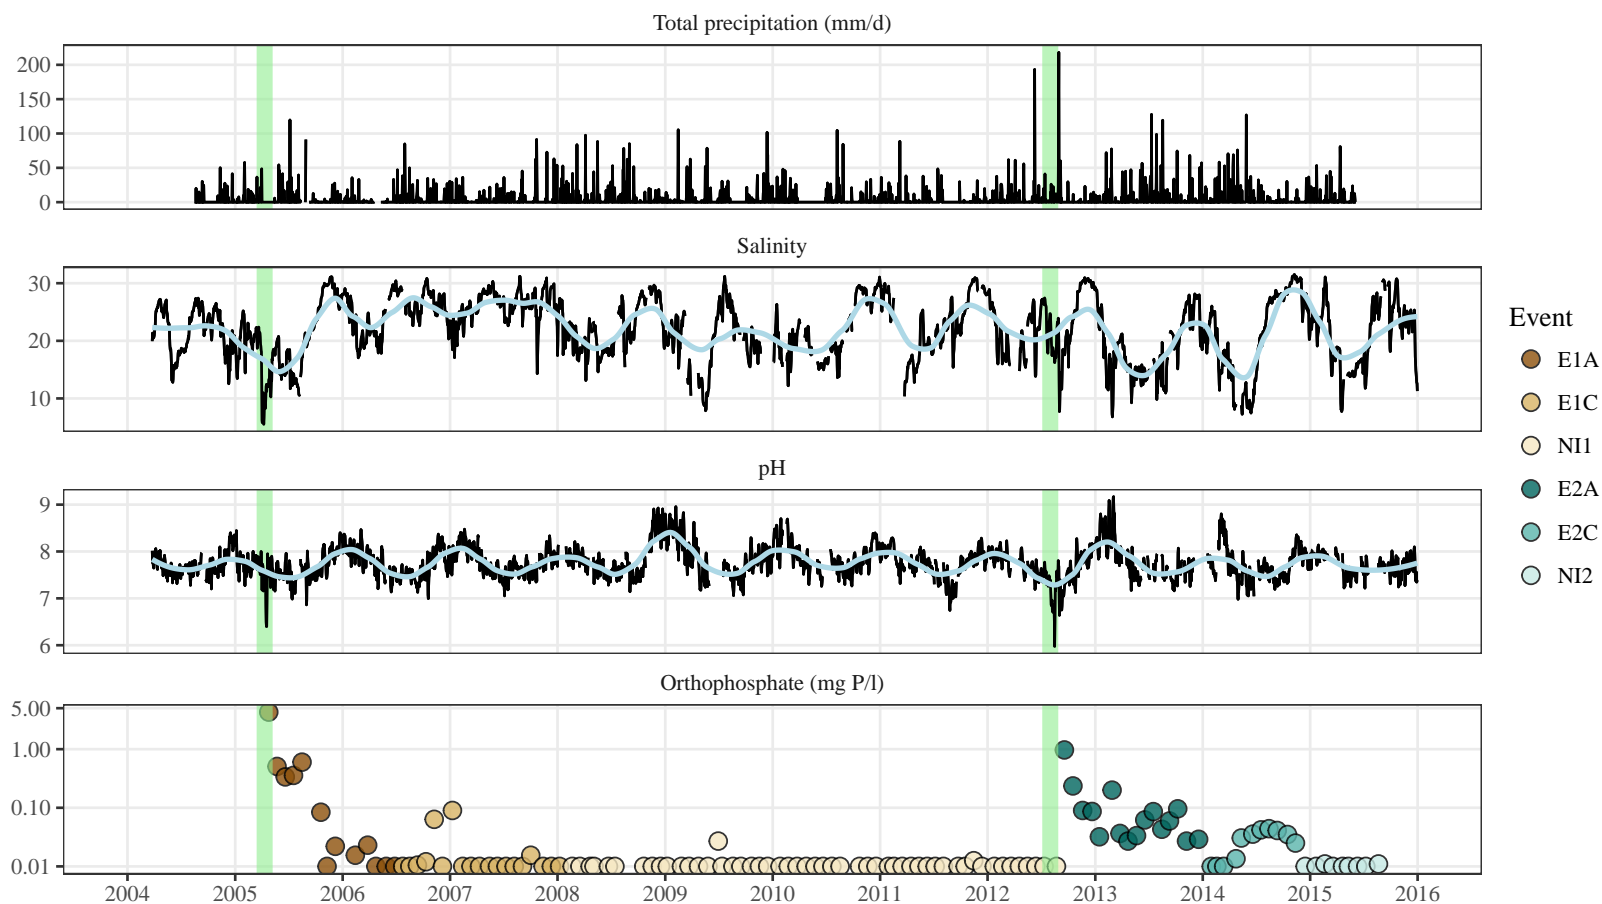 Total precipitation (mm/d)
200
150
100
50
0
Salinity
30
20
10
pH
9
8
7
6
Orthophosphate (mg P/l)
5.00
1.00
0.10
0.01
2004 2005 2006 2007 2008 2009 2010 2011 2012 2013 2014 2015 2016
Event
E1A
E1C
NI1
E2A
E2C
NI2